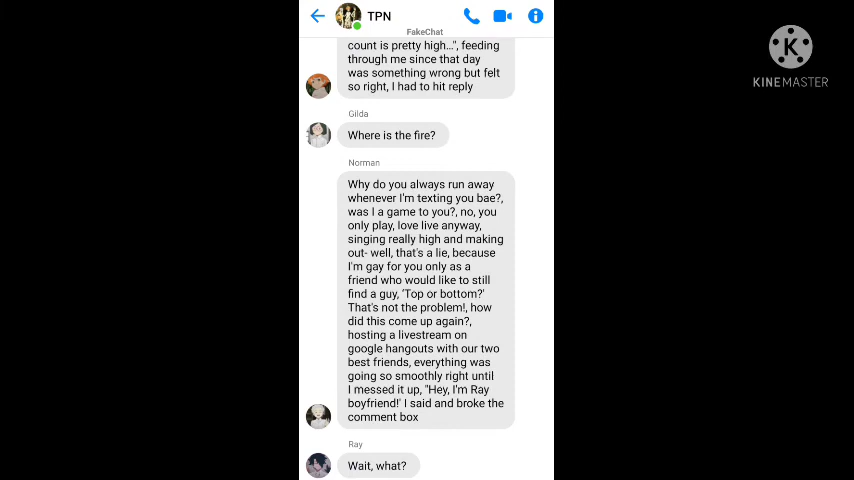 TPN
FakeChat
count is pretty high…", feeding
through me since that day
was something wrong but felt
so right, I had to hit reply
Gilda
Where is the fire?
Norman
Why do you always run away
whenever I'm texting you bae?,
was I a game to you?, no, you
only play, love live anyway,
singing really high and making
out- well, that's a lie, because
I'm gay for you only as a
friend who would like to still
find a guy, 'Top or bottom?'
That's not the problem!, how
did this come up again?,
hosting a livestream on
google hangouts with our two
best friends, everything was
going so smoothly right until
I messed it up, "Hey, I'm Ray
boyfriend!' I said and broke the
comment box
Ray
Wait, what?
K
KINEMASTER